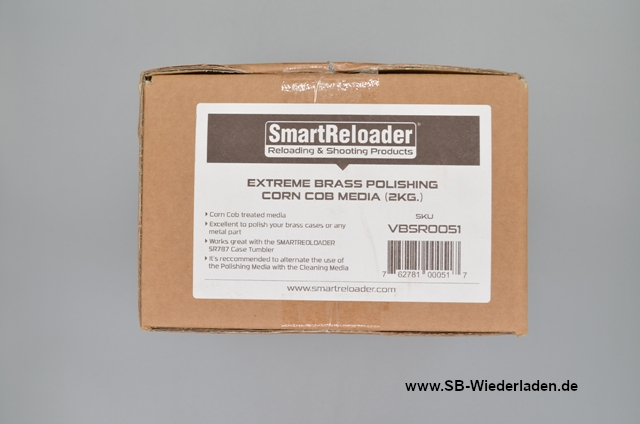 SmartReloader®
Reloading & Shooting Products
EXTREME BRASS POLISHING
CORN COB MEDIA (2KG.)
• Corn Cob treated media
• Excellent to polish your brass cases or any
metal part
• Works great with the SMARTREOLOADER
SR787 Case Tumbler
• It's reccommended to alternate the use of
the Polishing Media with the Cleaning Media
SKU
VBSR0051
7 62781 00051 7
www.smartreloader.com
www.SB-Wiederladen.de